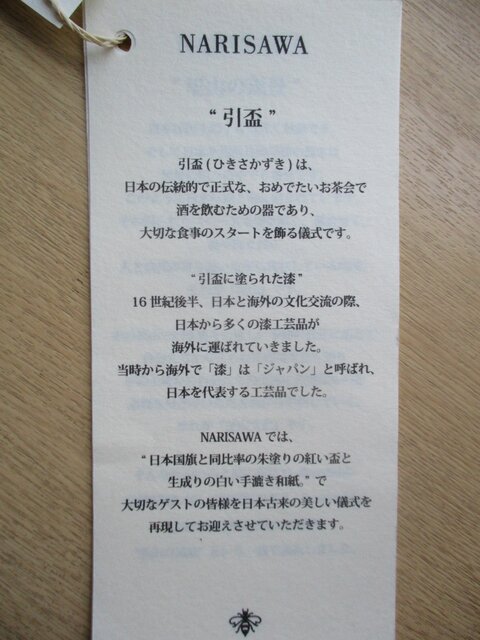 NARISAWA
“引盃”
引盃(ひきさかずき)は、
日本の伝統的で正式な、おめでたいお茶会で
酒を飲むための器であり、
大切な食事のスタートを飾る儀式です。
“引盃に塗られた漆”
16世紀後半、日本と海外の文化交流の際、
日本から多くの漆工芸品が
海外に運ばれていきました。
当時から海外で「漆」は「ジャパン」と呼ばれ、
日本を代表する工芸品でした。
NARISAWAでは、
“日本国旗と同比率の朱塗りの紅い盃と
生成りの白い手漉き和紙。”で
大切なゲストの皆様を日本古来の美しい儀式を
再現してお迎えさせていただきます。